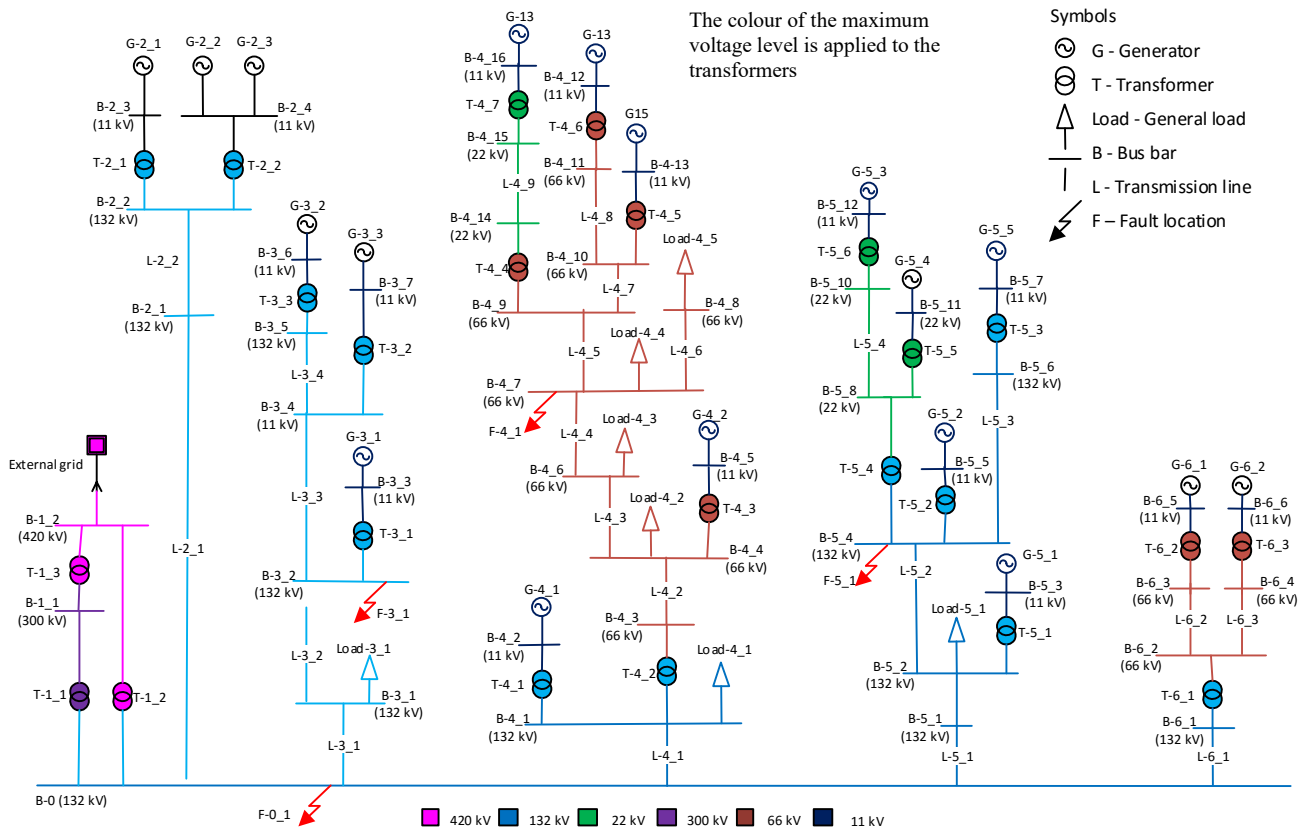 The colour of the maximum
voltage level is applied to the
transformers
Symbols
G - Generator
T - Transformer
Load - General load
B - Bus bar
L - Transmission line
F – Fault location
External grid
B-1_2
(420 kV)
T-1_3
B-1_1
(300 kV)
T-1_1
T-1_2
G-2_1
G-2_2
G-2_3
B-2_3
(11 kV)
B-2_4
(11 kV)
T-2_1
T-2_2
B-2_2
(132 kV)
L-2_2
B-2_1
(132 kV)
L-2_1
G-3_2
G-3_3
B-3_6
(11 kV)
B-3_7
(11 kV)
T-3_3
B-3_5
(132 kV)
T-3_2
L-3_4
B-3_4
(11 kV)
G-3_1
L-3_3
B-3_3
(11 kV)
T-3_1
B-3_2
(132 kV)
F-3_1
L-3_2
Load-3_1
B-3_1
(132 kV)
L-3_1
G-13
B-4_16
(11 kV)
T-4_7
B-4_15
(22 kV)
L-4_9
B-4_14
(22 kV)
T-4_4
B-4_9
(66 kV)
G-13
B-4_12
(11 kV)
T-4_6
B-4_11
(66 kV)
L-4_8
B-4_10
(66 kV)
G15
B-4-13
(11 kV)
T-4_5
L-4_7
Load-4_5
B-4_8
(66 kV)
L-4_5
Load-4_4
L-4_6
B-4_7
(66 kV)
F-4_1
L-4_4
Load-4_3
B-4_6
(66 kV)
G-4_2
B-4_5
(11 kV)
T-4_3
Load-4_2
L-4_3
B-4_4
(66 kV)
L-4_2
B-4_3
(66 kV)
G-4_1
B-4_2
(11 kV)
T-4_1
T-4_2
Load-4_1
B-4_1
(132 kV)
L-4_1
G-5_3
B-5_12
(11 kV)
T-5_6
B-5_10
(22 kV)
G-5_4
B-5_11
(22 kV)
L-5_4
T-5_5
B-5_8
(22 kV)
G-5_5
B-5_7
(11 kV)
T-5_3
B-5_6
(132 kV)
L-5_3
G-5_2
B-5_5
(11 kV)
T-5_4
T-5_2
B-5_4
(132 kV)
F-5_1
L-5_2
G-5_1
B-5_3
(11 kV)
T-5_1
Load-5_1
B-5_2
(132 kV)
B-5_1
(132 kV)
L-5_1
G-6_1
G-6_2
B-6_5
(11 kV)
B-6_6
(11 kV)
T-6_2
T-6_3
B-6_3
(66 kV)
B-6_4
(66 kV)
L-6_2
L-6_3
B-6_2
(66 kV)
T-6_1
B-6_1
(132 kV)
L-6_1
B-0 (132 kV)
F-0_1
420 kV
132 kV
22 kV
300 kV
66 kV
11 kV